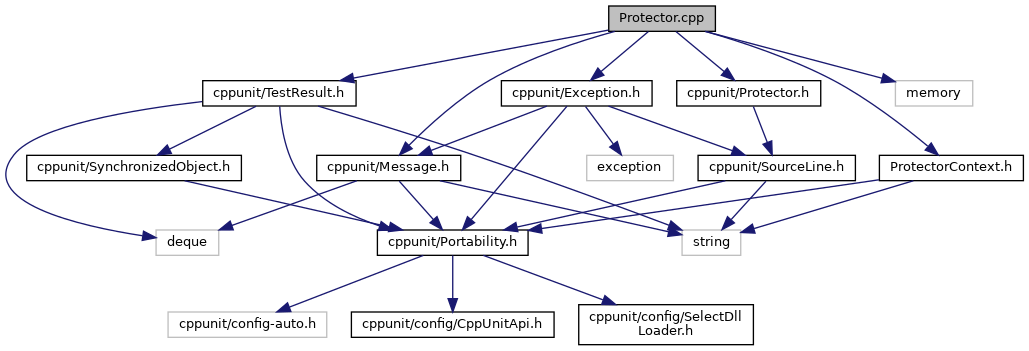 Protector.cpp
cppunit/TestResult.h
cppunit/Exception.h
cppunit/Protector.h
memory
cppunit/SynchronizedObject.h
cppunit/Message.h
exception
cppunit/SourceLine.h
ProtectorContext.h
deque
cppunit/Portability.h
string
cppunit/config-auto.h
cppunit/config/CppUnitApi.h
cppunit/config/SelectDll
Loader.h